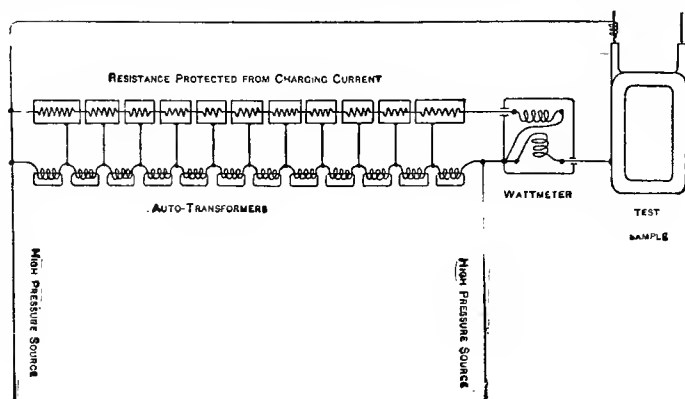 RESISTANCE PROTECTED FROM CHARGING CURRENT
AUTO-TRANSFORMERS
WATTMETER
TEST
SAMPLE
HIGH PRESSURE SOURCE
HIGH PRESSURE SOURCE